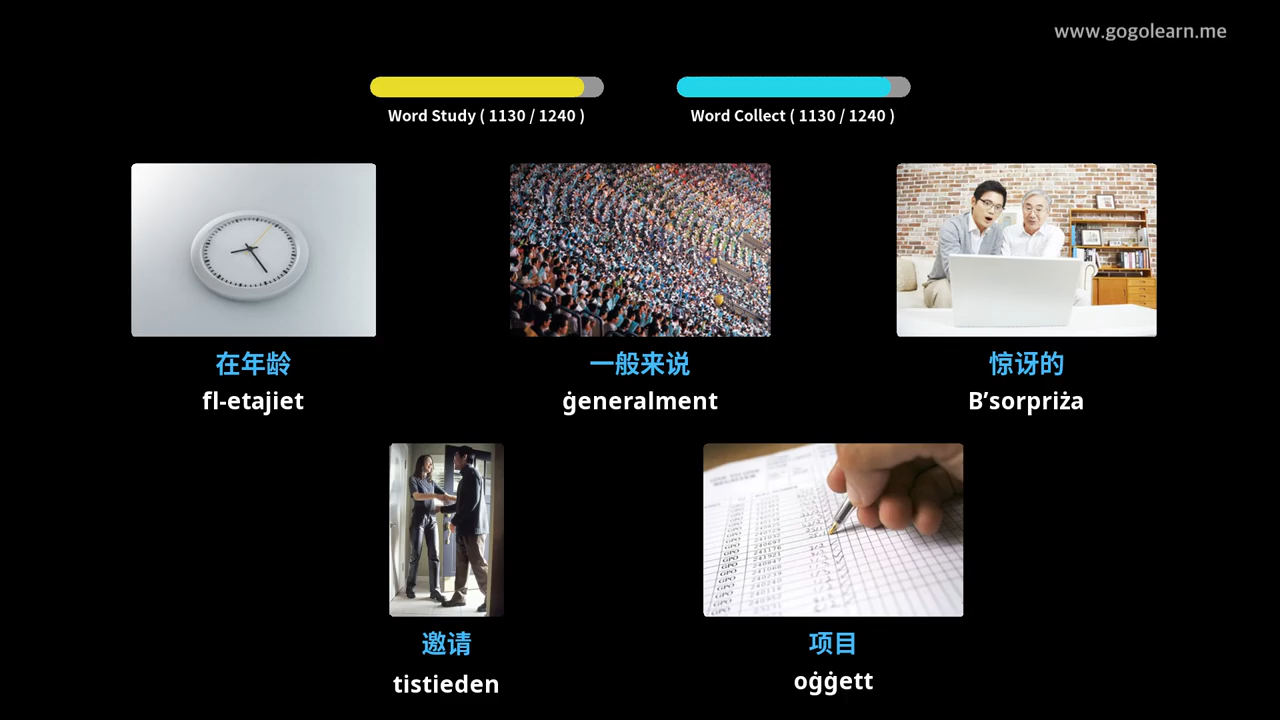 www.gogolearn.me
Word Study ( 1130 / 1240 )
Word Collect ( 1130 / 1240 )
在年龄
fl-etajiet
一般来说
ġeneralment
惊讶的
B’sorpriża
邀请
tistieden
项目
oġġett